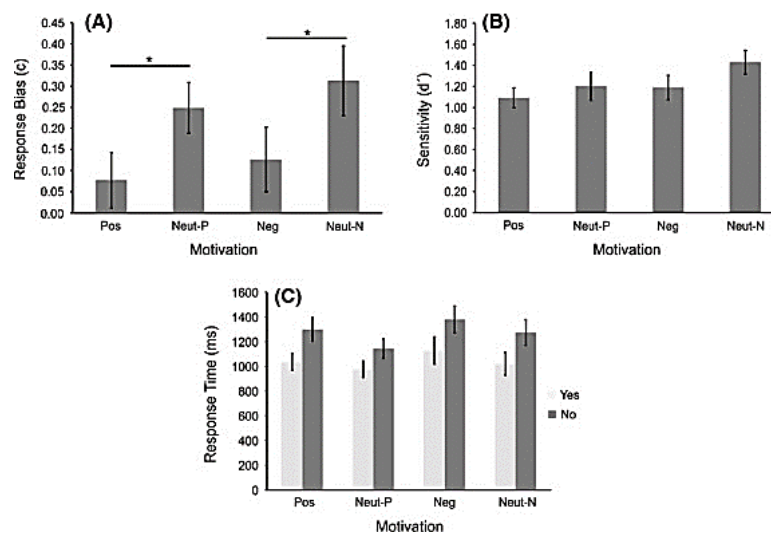 (A)
Response Bias (c)
0.45
0.40
0.35
0.30
0.25
0.20
0.15
0.10
0.05
0.00
*
*
Pos Neut-P Neg Neut-N
Motivation
(B)
Sensitivity (d´)
1.80
1.60
1.40
1.20
1.00
0.80
0.60
0.40
0.20
0.00
Pos Neut-P Neg Neut-N
Motivation
(C)
Response Time (ms)
1600
1400
1200
1000
800
600
400
200
0
Pos Neut-P Neg Neut-N
Motivation
Yes
No